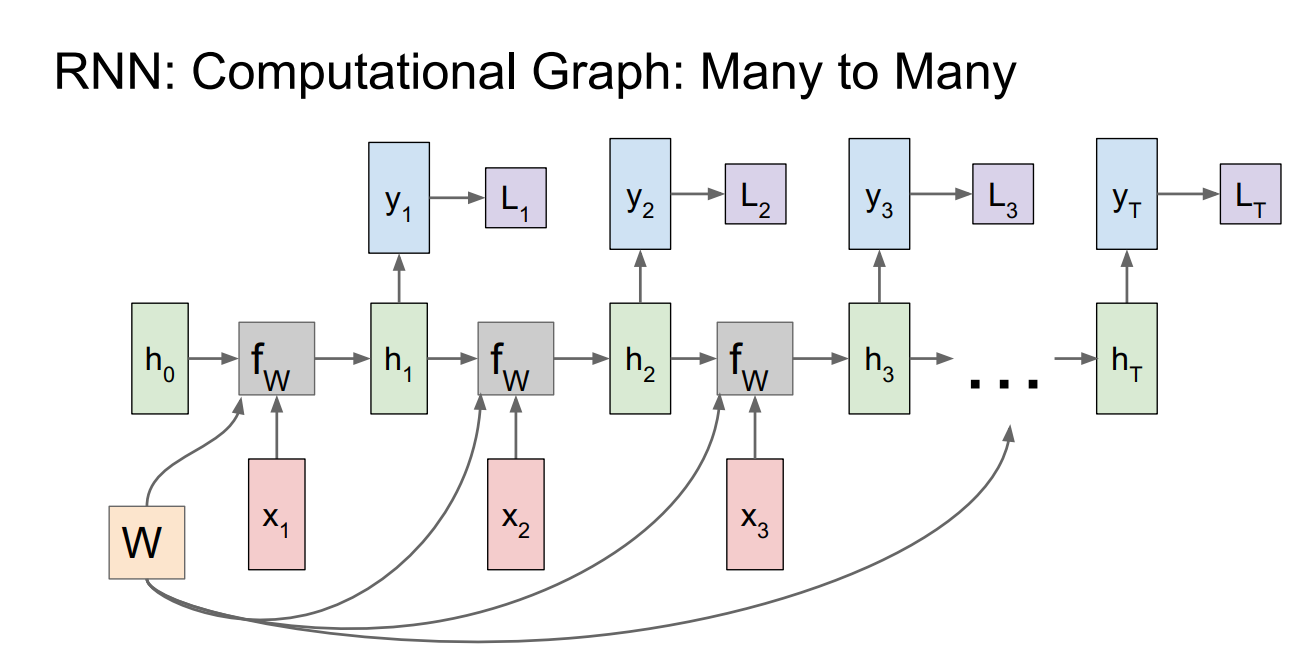 RNN: Computational Graph: Many to Many
y1 L1 y2 L2 y3 L3 yT LT
h0 fW h1 fW h2 fW h3 ... hT
W x1 x2 x3